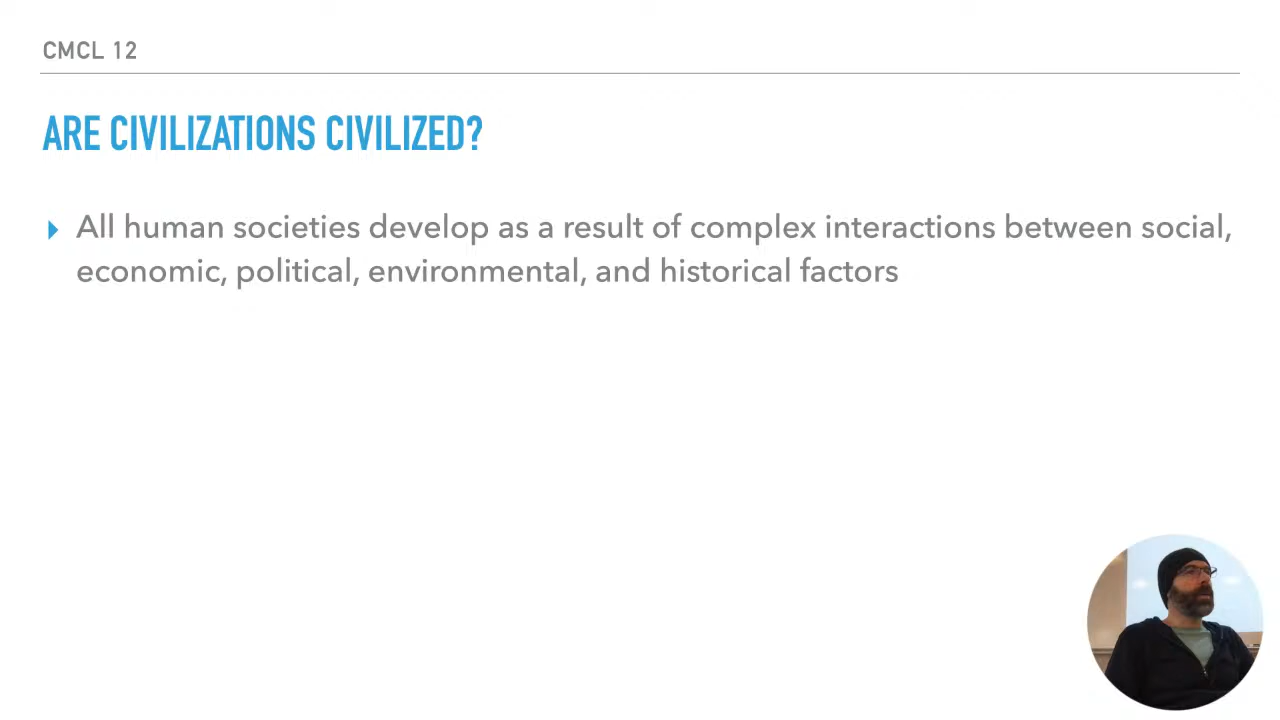 CMCL 12
ARE CIVILIZATIONS CIVILIZED?
All human societies develop as a result of complex interactions between social,
economic, political, environmental, and historical factors